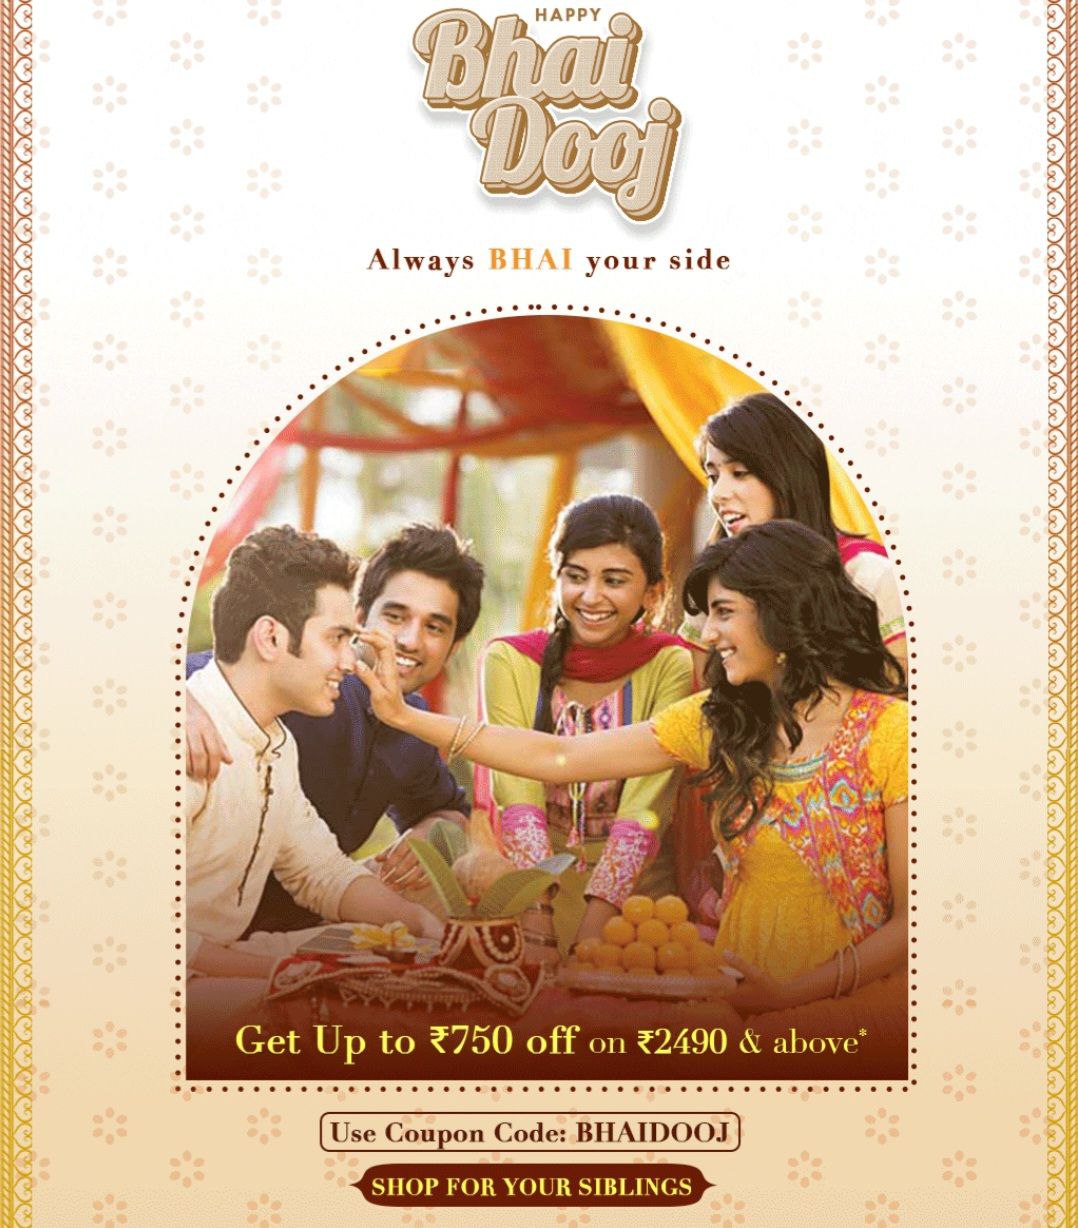 HAPPY
Bhai
Dooj
Always BHAI your side
Get Up to ₹750 off on ₹2490 & above*
Use Coupon Code: BHAIDOOJ
SHOP FOR YOUR SIBLINGS